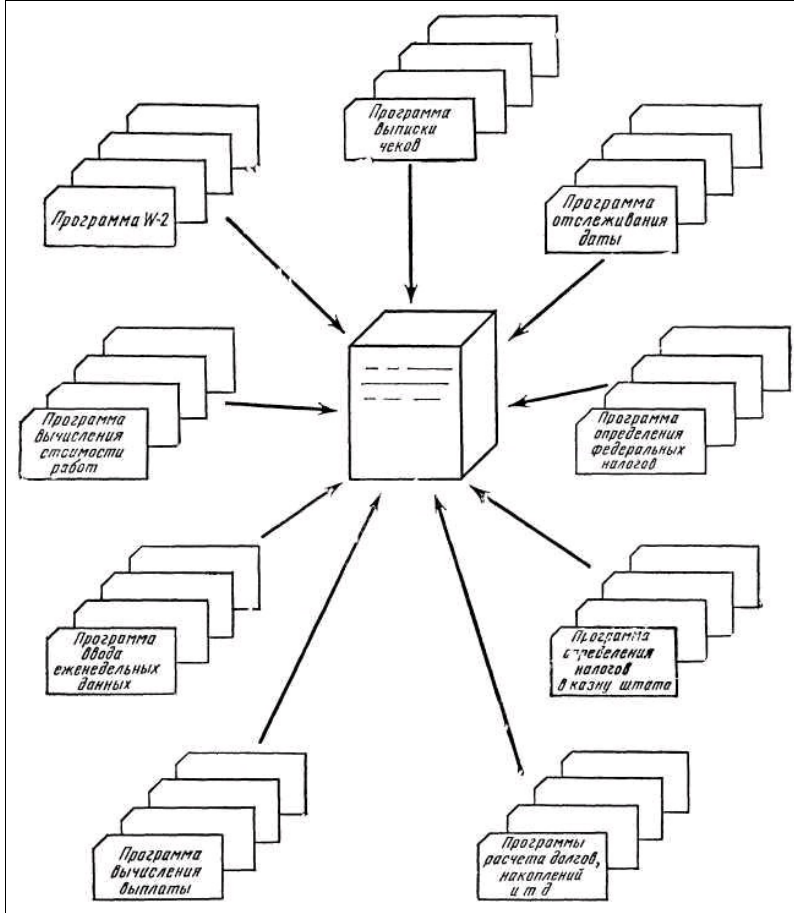 Программа
выписки
чеков
Программа W-2
Программа
отслеживания
даты
Программа
вычисления
стоимости
работ
Программа
определения
федеральных
налогов
Программа
ввода
еженедельных
данных
Программа
определения
налогов
в казну штата
Программа
вычисления
выплаты
Программы
расчета долгов,
накоплений
и т д